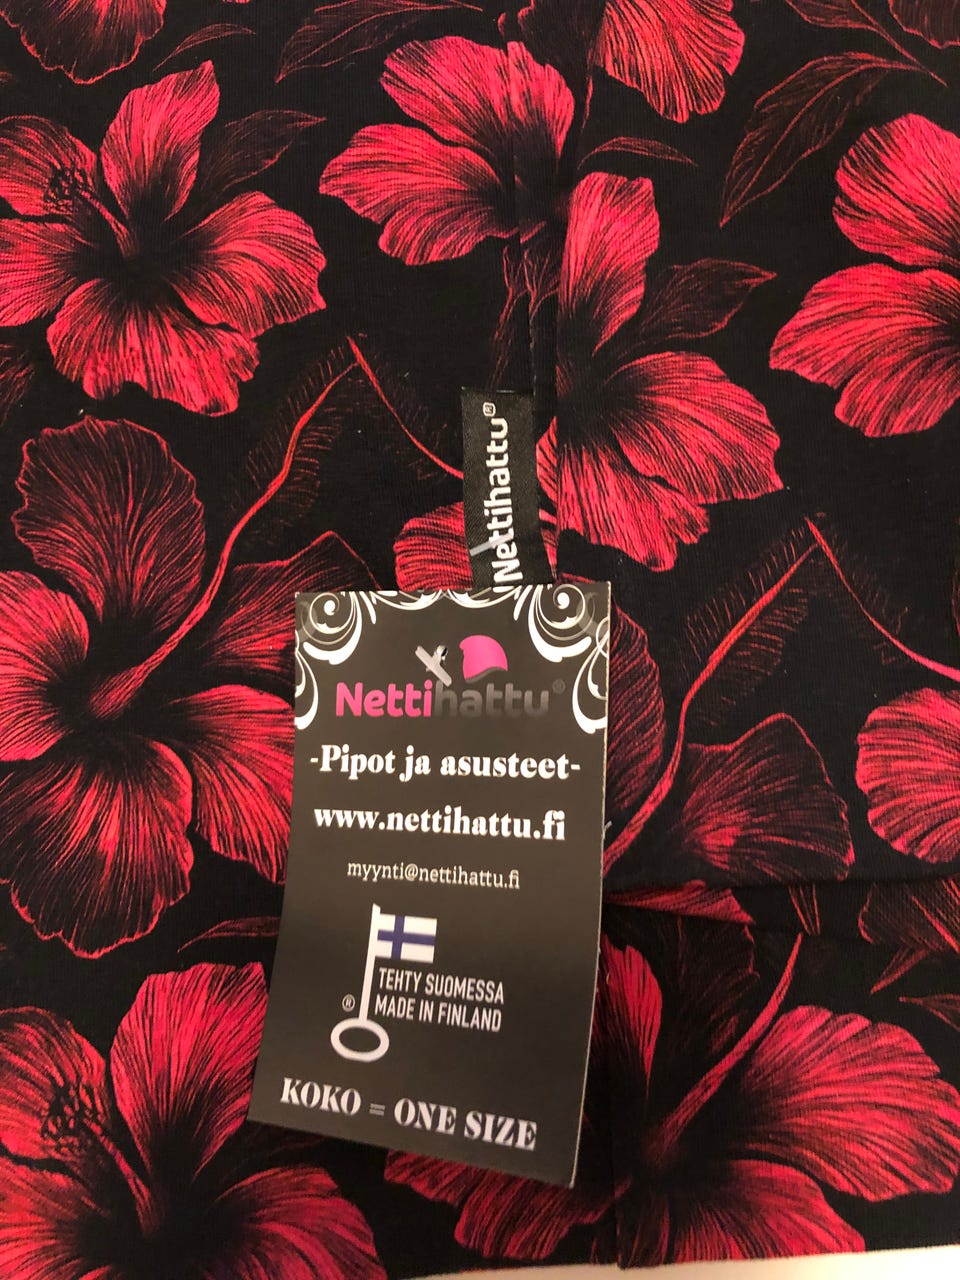 Nettihattu®
Nettihattu®
-Pipot ja asusteet-
www.nettihattu.fi
myynti@nettihattu.fi
TEHTY SUOMESSA
® MADE IN FINLAND
KOKO = ONE SIZE